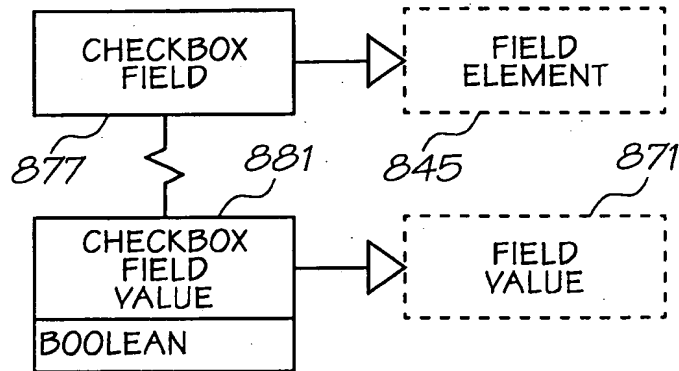 CHECKBOX
FIELD
FIELD
ELEMENT
877
881
845
871
CHECKBOX
FIELD
VALUE
FIELD
VALUE
BOOLEAN